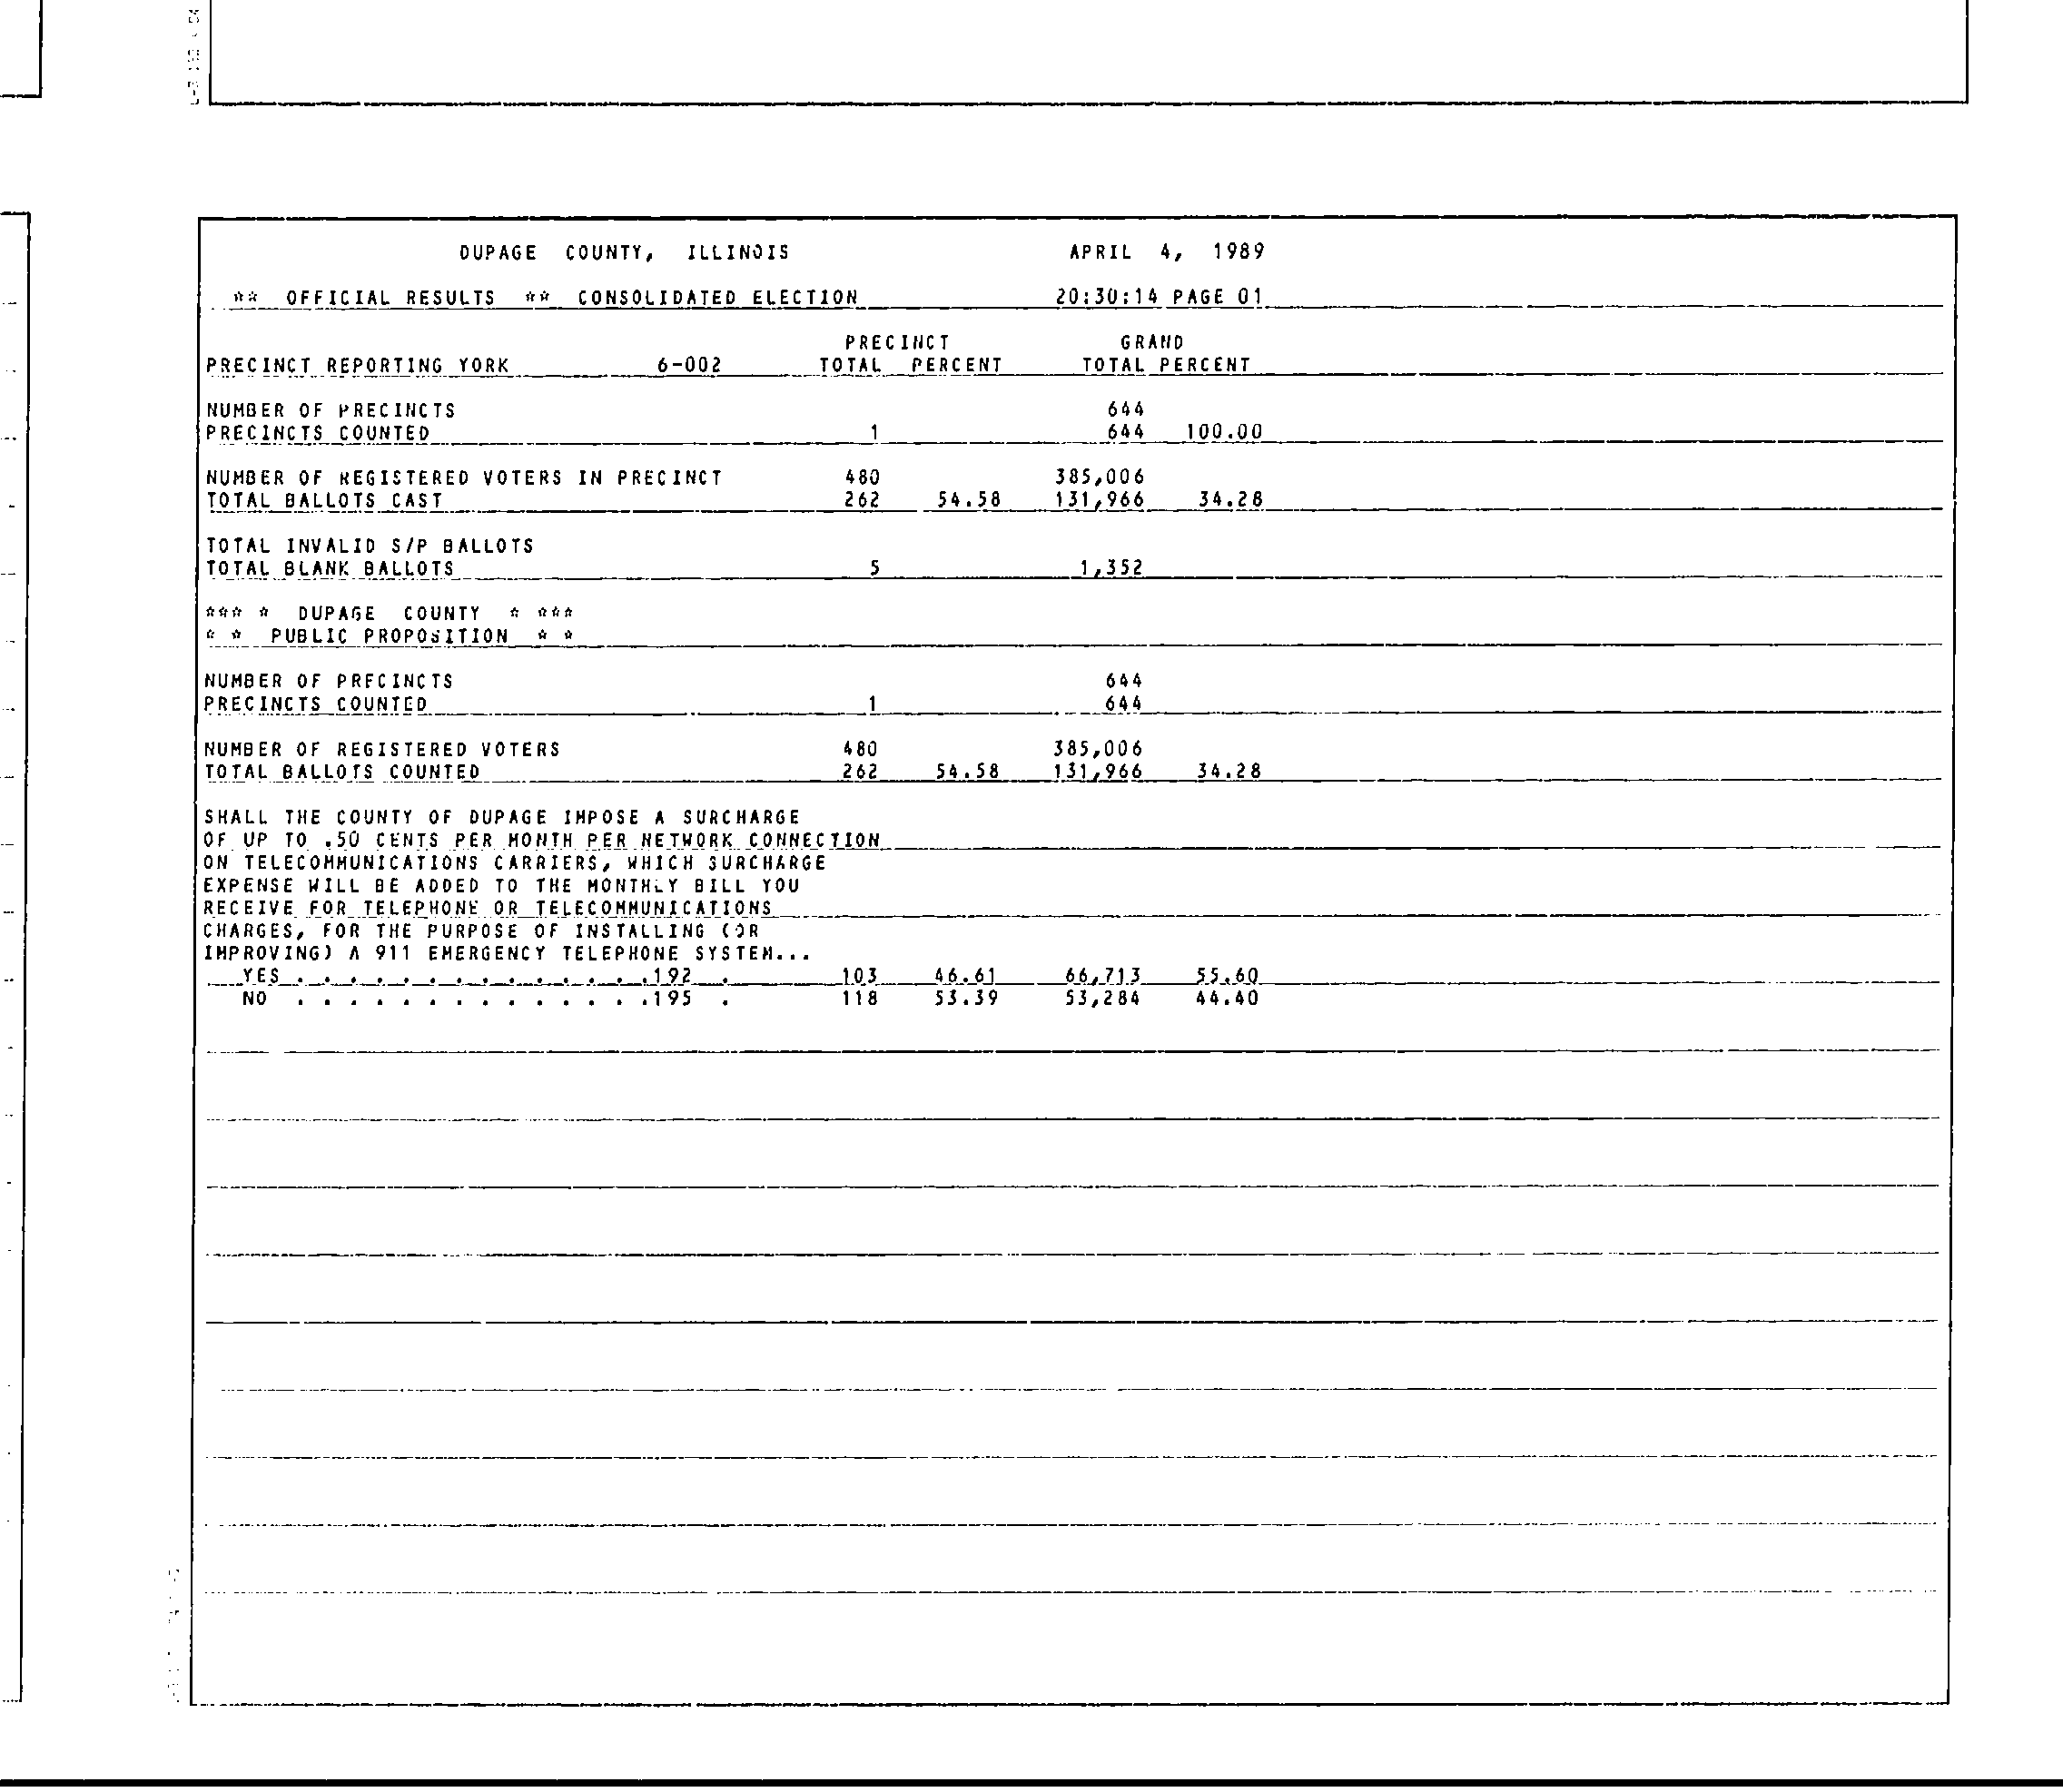 DUPAGE COUNTY, ILLINOIS APRIL 4, 1989
** OFFICIAL RESULTS ** CONSOLIDATED ELECTION 20:30:14 PAGE 01
PRECINCT GRAND
PRECINCT REPORTING YORK 6-002 TOTAL PERCENT TOTAL PERCENT
NUMBER OF PRECINCTS 644
PRECINCTS COUNTED 1 644 100.00
NUMBER OF REGISTERED VOTERS IN PRECINCT 480 385,006
TOTAL BALLOTS CAST 262 54.58 131,966 34.28
TOTAL INVALID S/P BALLOTS
TOTAL BLANK BALLOTS 5 1,352
*** * DUPAGE COUNTY * ***
* * PUBLIC PROPOSITION * *
NUMBER OF PRECINCTS 644
PRECINCTS COUNTED 1 644
NUMBER OF REGISTERED VOTERS 480 385,006
TOTAL BALLOTS COUNTED 262 54.58 131,966 34.28
SHALL THE COUNTY OF DUPAGE IMPOSE A SURCHARGE
OF UP TO .50 CENTS PER MONTH PER NETWORK CONNECTION
ON TELECOMMUNICATIONS CARRIERS, WHICH SURCHARGE
EXPENSE WILL BE ADDED TO THE MONTHLY BILL YOU
RECEIVE FOR TELEPHONE OR TELECOMMUNICATIONS
CHARGES, FOR THE PURPOSE OF INSTALLING (OR
IMPROVING) A 911 EMERGENCY TELEPHONE SYSTEM...
YES . . . . . . . . . . . . . .192 . 103 46.61 66,713 55.60
NO . . . . . . . . . . . . . .195 . 118 53.39 53,284 44.40